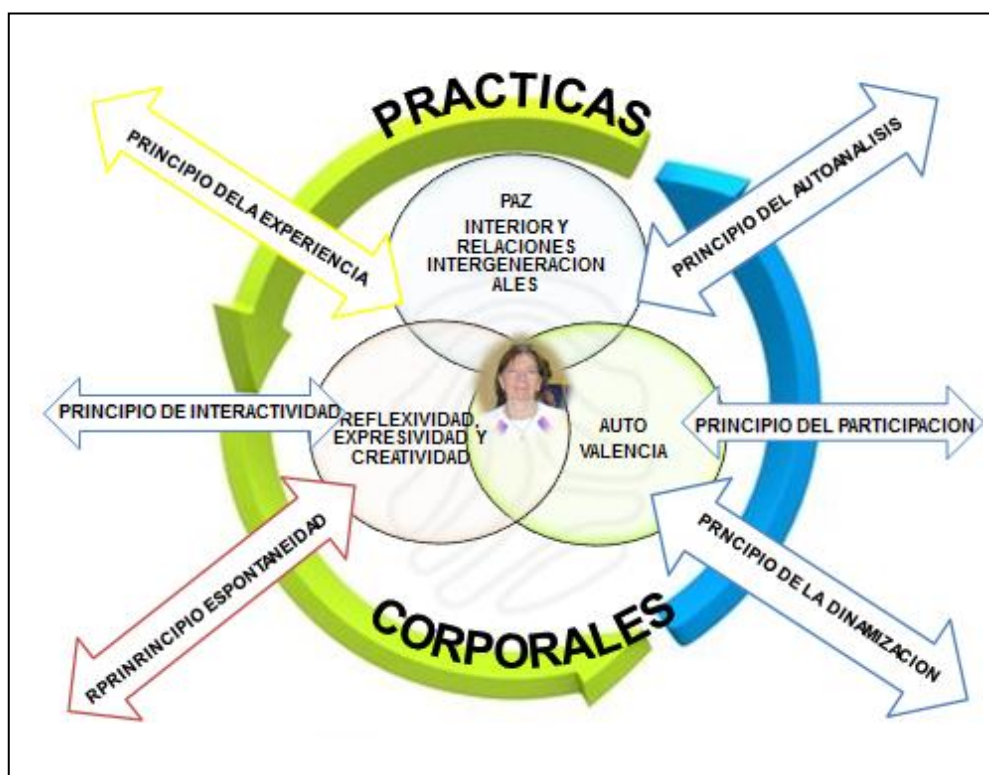 PRACTICAS
PRINCIPIO DELA EXPERIENCIA
PRINCIPIO DEL AUTOANALISIS
PAZ
INTERIOR Y
RELACIONES
INTERGENERACION
ALES
PRINCIPIO DE INTERACTIVIDAD
REFLEXIVIDAD,
EXPRESIVIDAD Y
CREATIVIDAD
AUTO
VALENCIA
PRINCIPIO DEL PARTICIPACION
RPRINRINCIPIO ESPONTANEIDAD
PRNCIPIO DE LA DINAMIZACION
CORPORALES